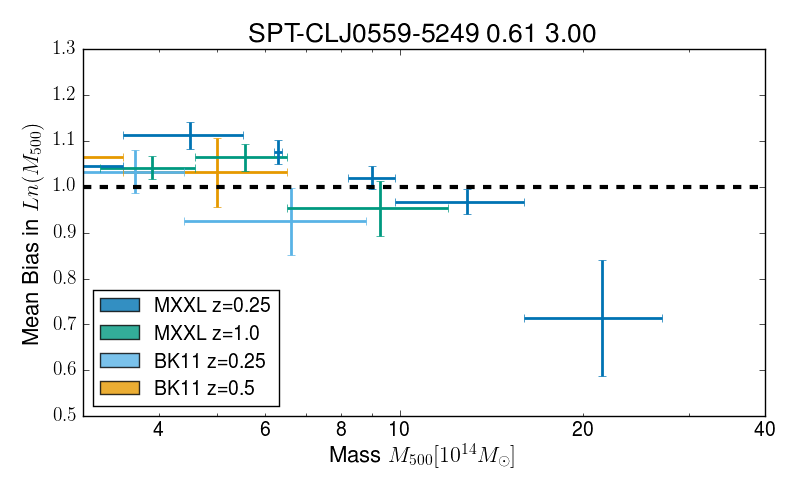 SPT-CLJ0559-5249 0.61 3.00
1.3
1.2
1.1
1.0
0.9
0.8
0.7
0.6
0.5
Mean Bias in Ln(M₅₀₀)
MXXL z=0.25
MXXL z=1.0
BK11 z=0.25
BK11 z=0.5
4 6 8 10 20 40
Mass M₅₀₀[10¹⁴M☉]